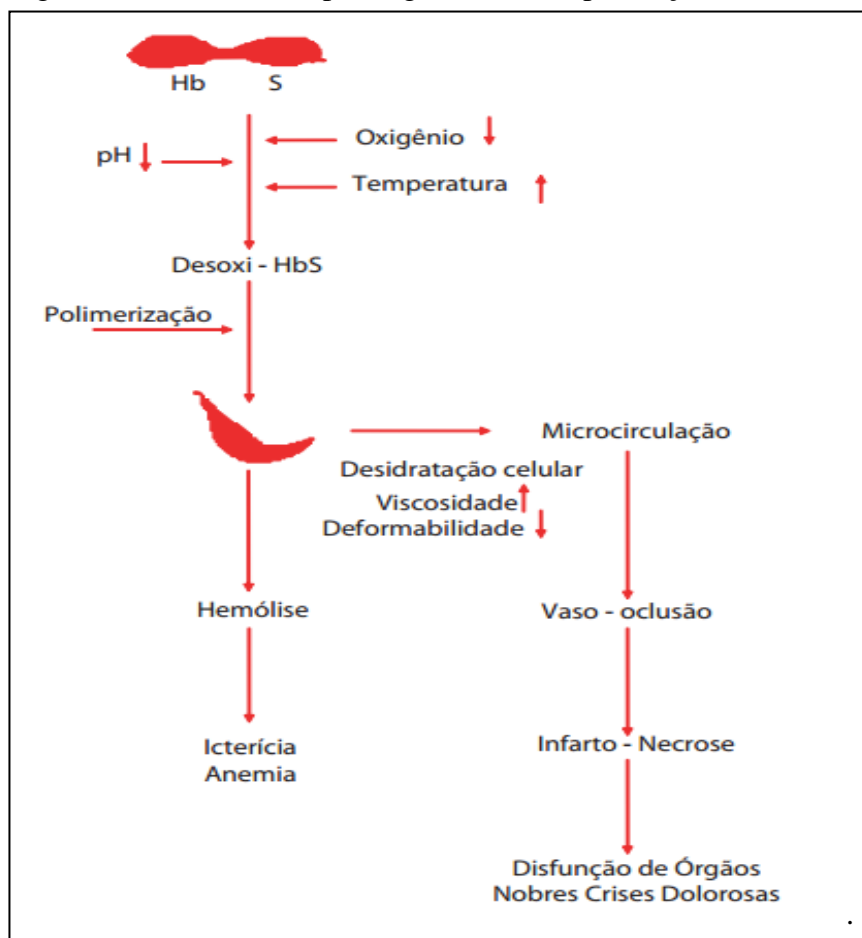 Hb S
Oxigênio
pH
Temperatura
Desoxi - HbS
Polimerização
Microcirculação
Desidratação celular
Viscosidade
Deformabilidade
Hemólise
Vaso - oclusão
Icterícia
Anemia
Infarto - Necrose
Disfunção de Órgãos
Nobres Crises Dolorosas
.